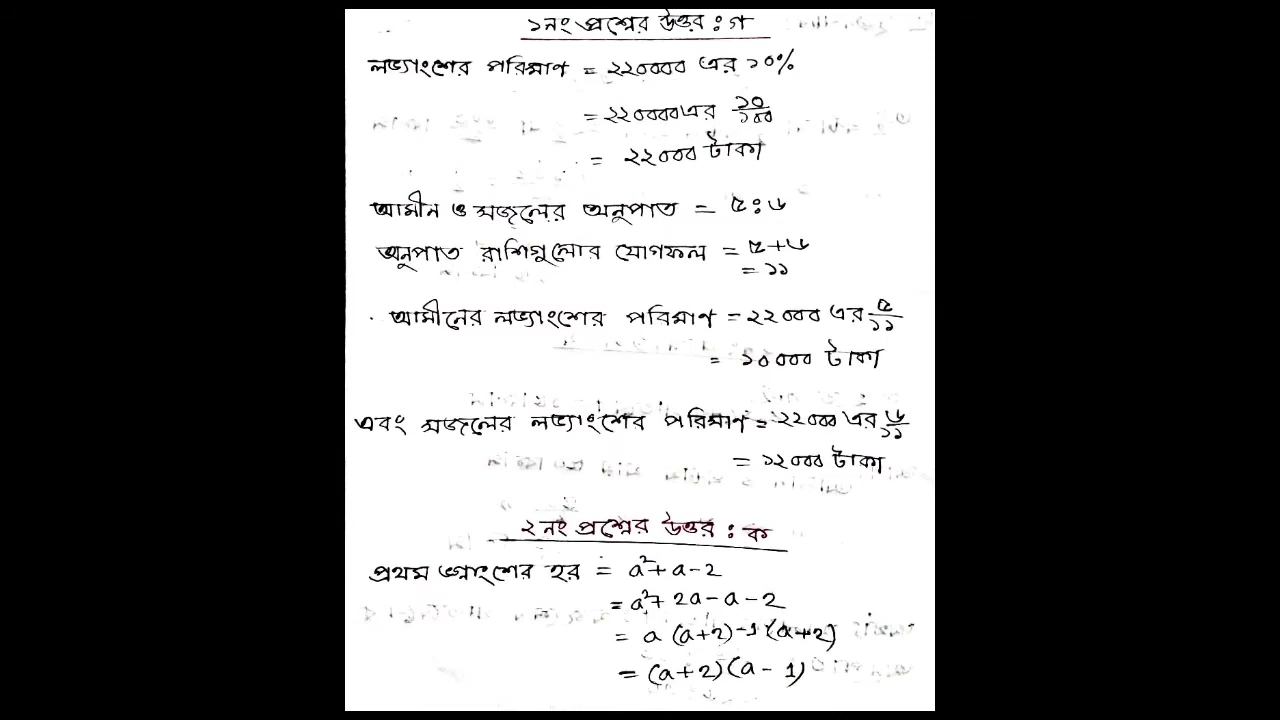 ১নং প্রশ্নের উত্তর : গ
লভ্যাংশের পরিমাণ = ২২০০০০ এর ১০%
= ২২০০০০ এর ১০/১০০
= ২২০০০ টাকা
আমীন ও সজলের অনুপাত = ৫ : ৬
অনুপাত রাশিগুলোর যোগফল = ৫+৬
= ১১
আমীনের লভ্যাংশের পরিমাণ = ২২০০০ এর ৫/১১
= ১০০০০ টাকা
এবং সজলের লভ্যাংশের পরিমাণ = ২২০০০ এর ৬/১১
= ১২০০০ টাকা
২নং প্রশ্নের উত্তর : ক
প্রথম ভগ্নাংশের হর = a²+a-2
= a²+2a-a-2
= a(a+2)-1(a+2)
= (a+2)(a-1)